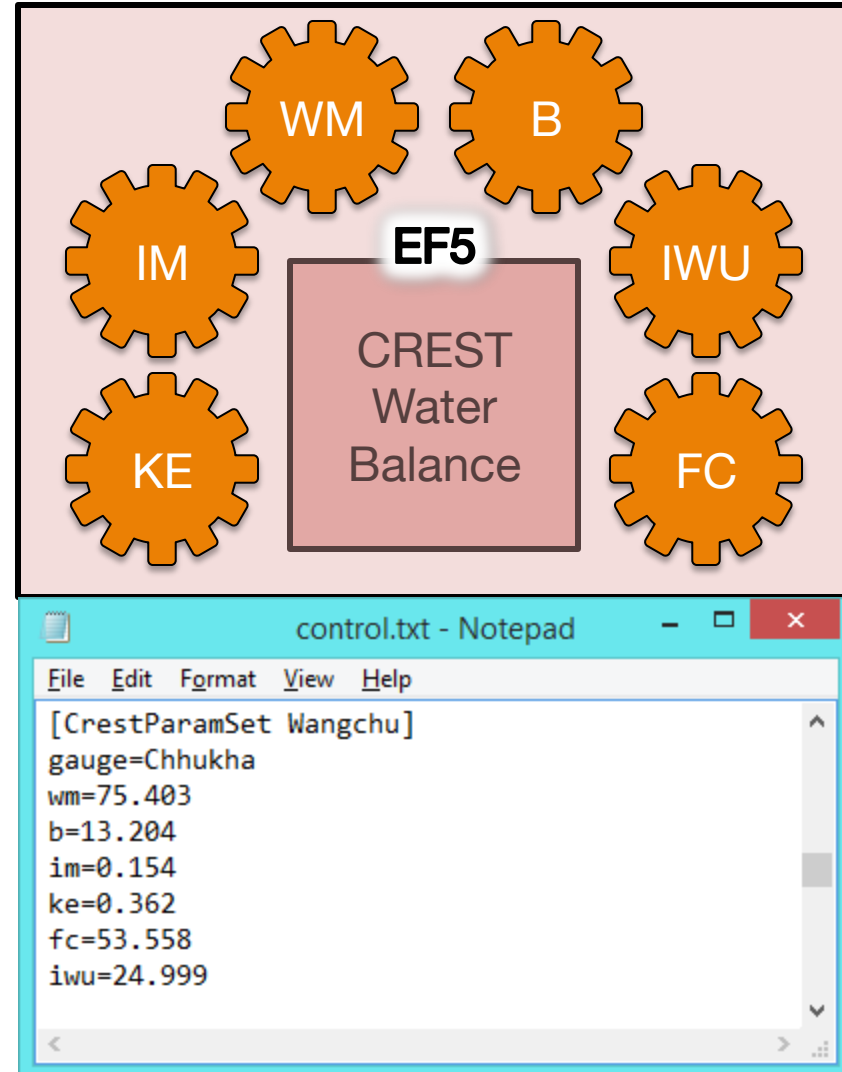 WM
B
IM
EF5
IWU
CREST
Water
Balance
KE
FC
control.txt - Notepad
File Edit Format View Help
[CrestParamSet Wangchu]
gauge=Chhukha
wm=75.403
b=13.204
im=0.154
ke=0.362
fc=53.558
iwu=24.999